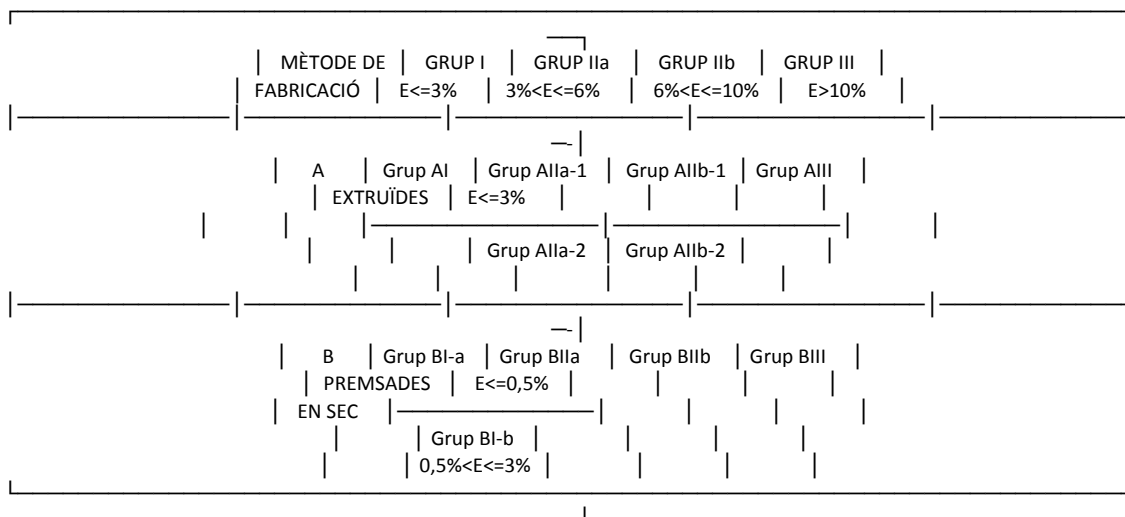 MÈTODE DE | GRUP I | GRUP IIa | GRUP IIb | GRUP III |
FABRICACIÓ | E<=3% | 3%<E<=6% | 6%<E<=10% | E>10% |
A | Grup AI | Grup AIIa-1 | Grup AIIb-1 | Grup AIII |
EXTRUÏDES | E<=3% |
Grup AIIa-2 | Grup AIIb-2 |
B | Grup BI-a | Grup BIIa | Grup BIIb | Grup BIII |
PREMSADES | E<=0,5% |
EN SEC |
Grup BI-b |
0,5%<E<=3% |